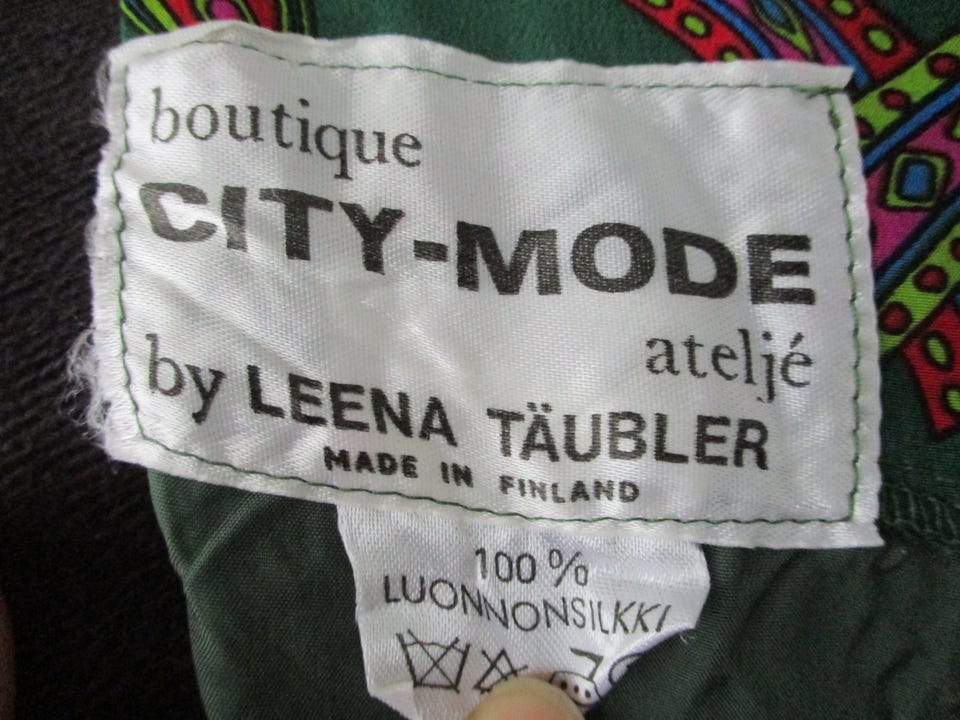 boutique
CITY-MODE
ateljé
by LEENA TÄUBLER
MADE IN FINLAND
100 %
LUONNONSILKKI